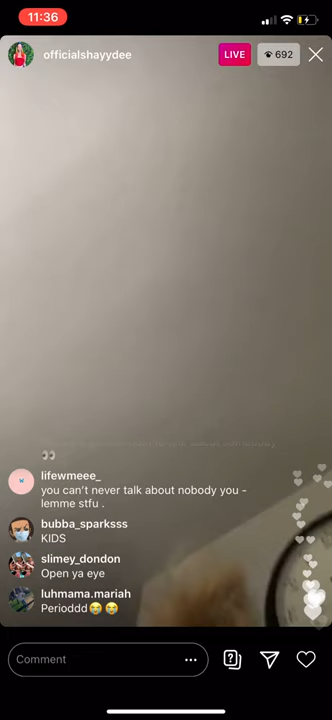 11:36
officialshayydee
LIVE
692
lifewmeee_
you can't never talk about nobody you -
lemme stfu .
bubba_sparksss
KIDS
slimey_dondon
Open ya eye
luhmama.mariah
Perioddd😭😭
Comment